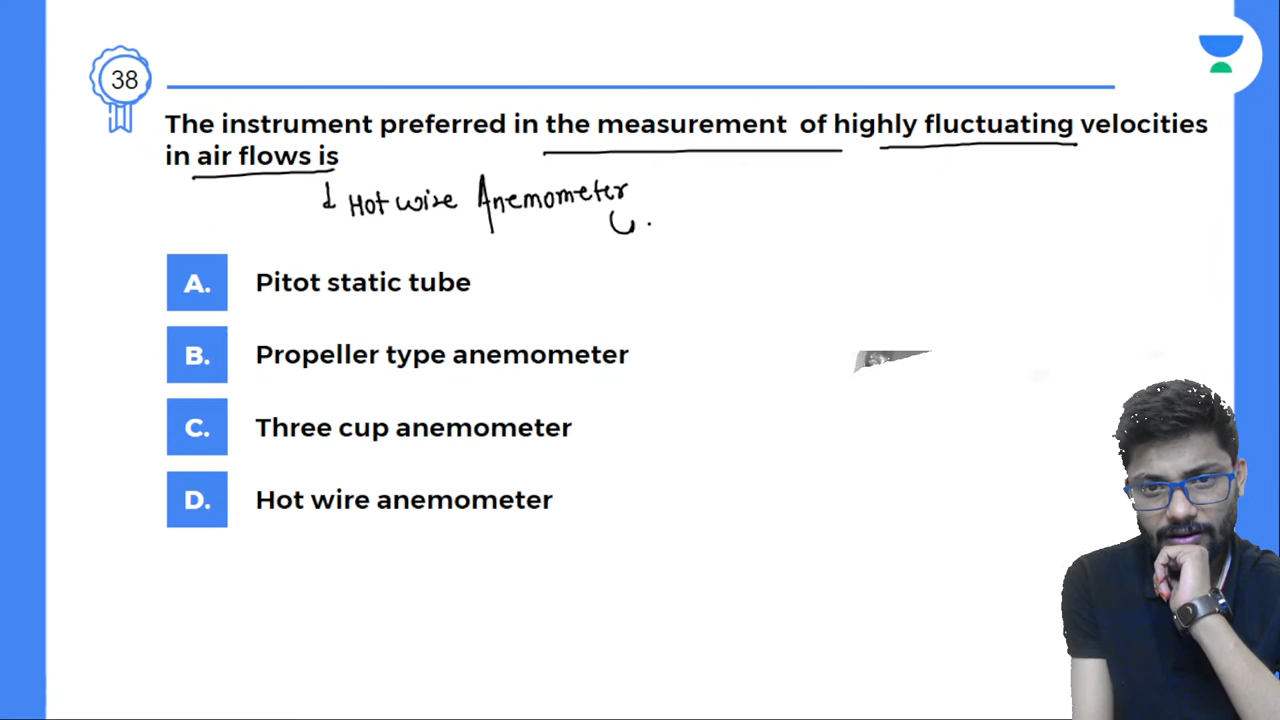 38
The instrument preferred in the measurement of highly fluctuating velocities
in air flows is
Hot wire Anemometer
A. Pitot static tube
B. Propeller type anemometer
C. Three cup anemometer
D. Hot wire anemometer